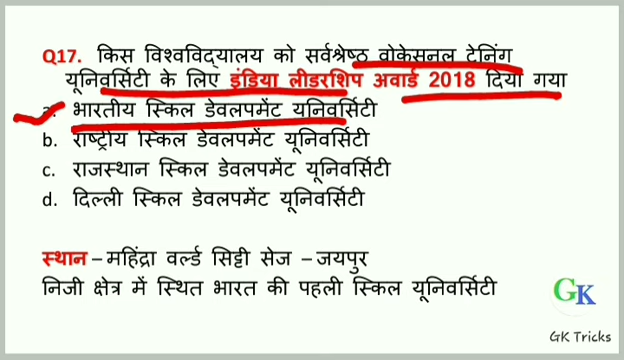 Q17. किस विश्वविद्यालय को सर्वश्रेष्ठ वोकेसनल टेनिंग
यूनिवर्सिटी के लिए इंडिया लीडरशिप अवार्ड 2018 दिया गया
a. भारतीय स्किल डेवलपमेंट यूनिवर्सिटी
b. राष्ट्रीय स्किल डेवलपमेंट यूनिवर्सिटी
c. राजस्थान स्किल डेवलपमेंट यूनिवर्सिटी
d. दिल्ली स्किल डेवलपमेंट यूनिवर्सिटी
स्थान – महिंद्रा वर्ल्ड सिट्टी सेज – जयपुर
निजी क्षेत्र में स्थित भारत की पहली स्किल यूनिवर्सिटी
GK
GK Tricks